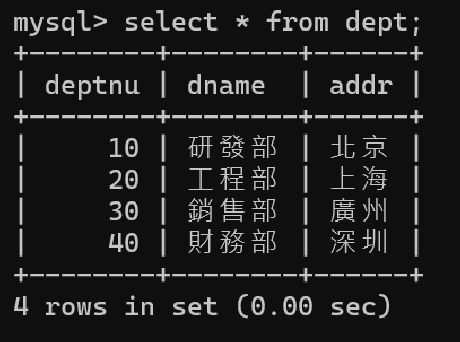 mysql> select * from dept;
+--------+--------+------+
| deptnu | dname  | addr |
+--------+--------+------+
|     10 | 研發部 | 北京 |
|     20 | 工程部 | 上海 |
|     30 | 銷售部 | 廣州 |
|     40 | 財務部 | 深圳 |
+--------+--------+------+
4 rows in set (0.00 sec)